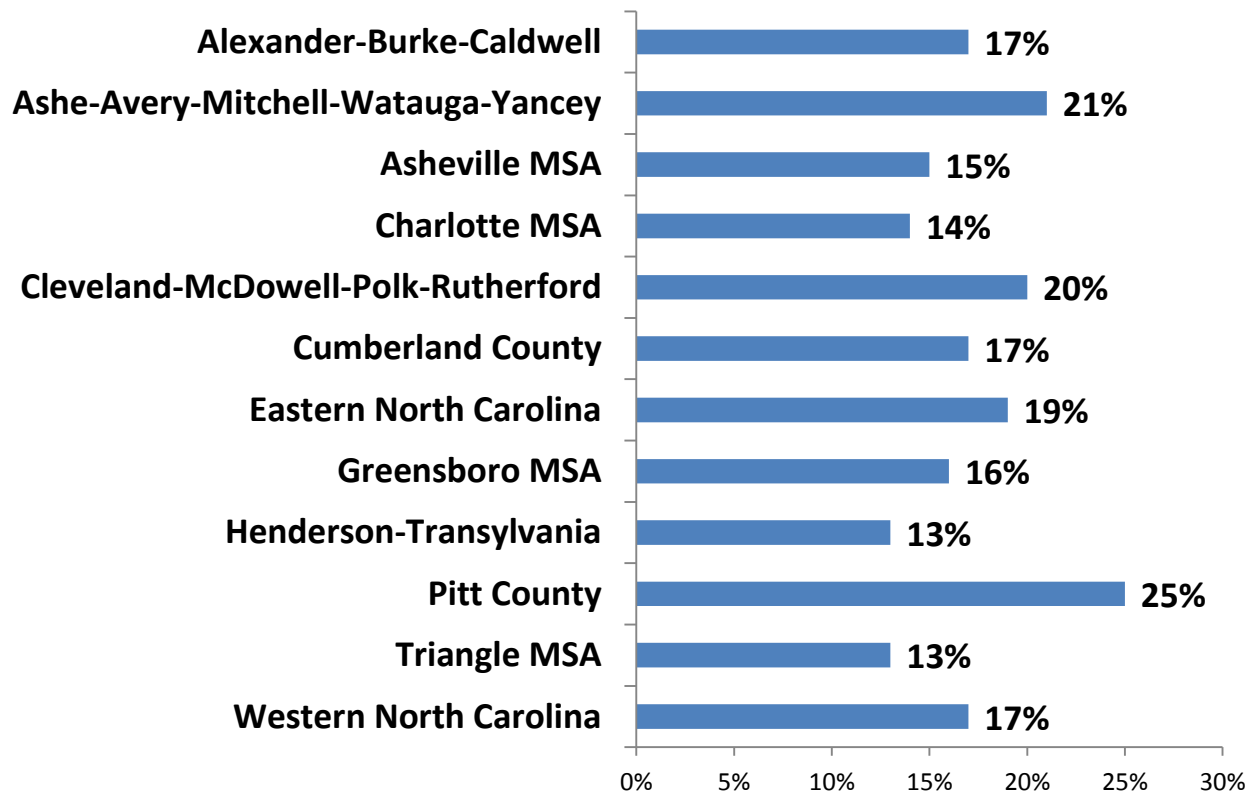 Alexander-Burke-Caldwell 17%
Ashe-Avery-Mitchell-Watauga-Yancey 21%
Asheville MSA 15%
Charlotte MSA 14%
Cleveland-McDowell-Polk-Rutherford 20%
Cumberland County 17%
Eastern North Carolina 19%
Greensboro MSA 16%
Henderson-Transylvania 13%
Pitt County 25%
Triangle MSA 13%
Western North Carolina 17%
0% 5% 10% 15% 20% 25% 30%